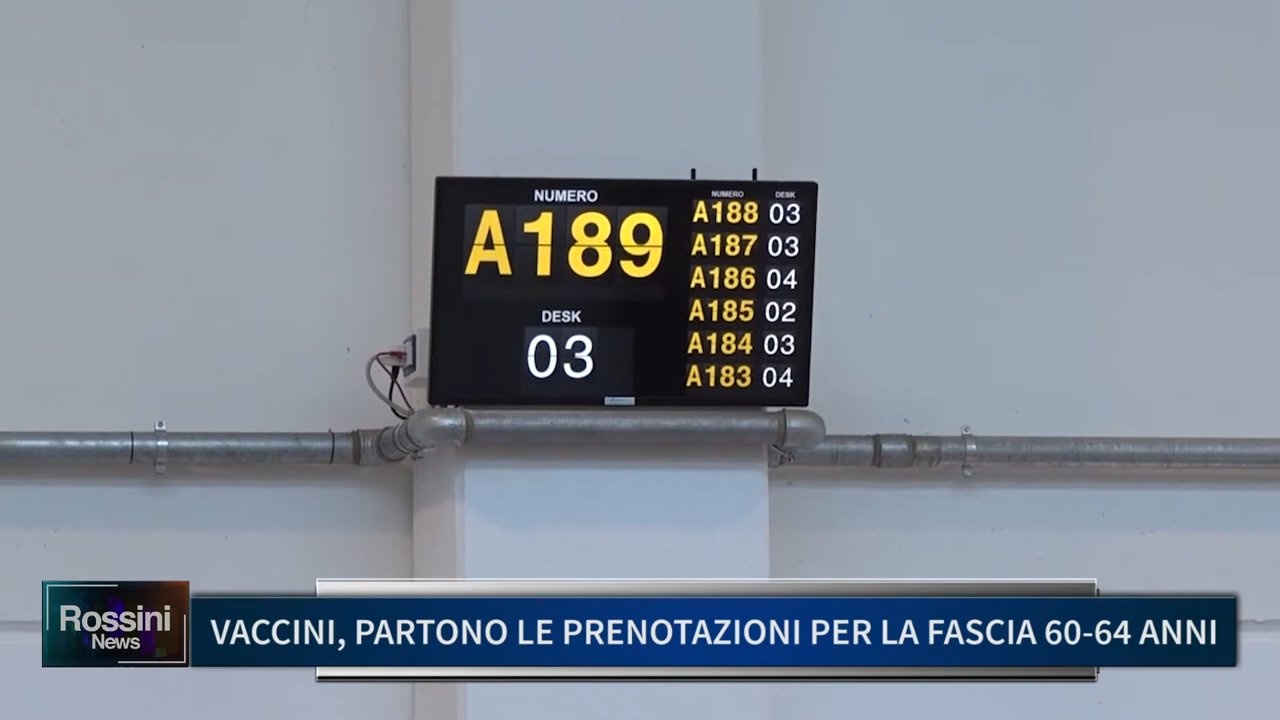 NUMERO
A189
DESK
03
NUMERO DESK
A188 03
A187 03
A186 04
A185 02
A184 03
A183 04
Rossini
News
VACCINI, PARTONO LE PRENOTAZIONI PER LA FASCIA 60-64 ANNI